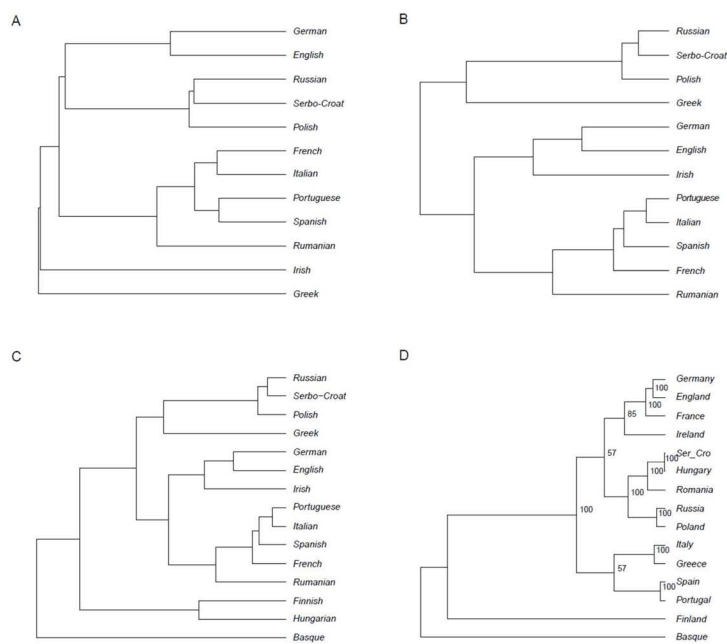 A
German
English
Russian
Serbo-Croat
Polish
French
Italian
Portuguese
Spanish
Rumanian
Irish
Greek
B
Russian
Serbo-Croat
Polish
Greek
German
English
Irish
Portuguese
Italian
Spanish
French
Rumanian
C
Russian
Serbo−Croat
Polish
Greek
German
English
Irish
Portuguese
Italian
Spanish
French
Rumanian
Finnish
Hungarian
Basque
D
Germany
100
England
100
France
85
Ireland
57
Ser_Cro
100
Hungary
100
Romania
100
Russia
100
Poland
100
Italy
100
Greece
57
Spain
100
Portugal
Finland
Basque